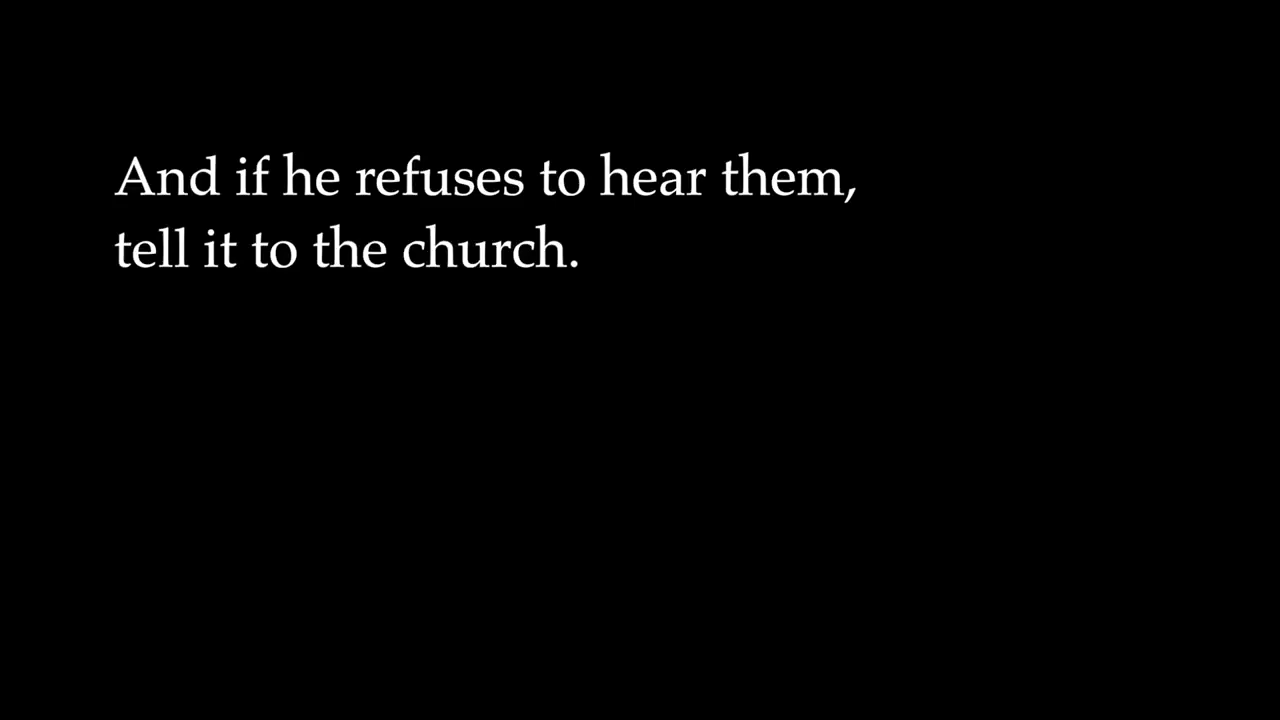 And if he refuses to hear them,
tell it to the church.